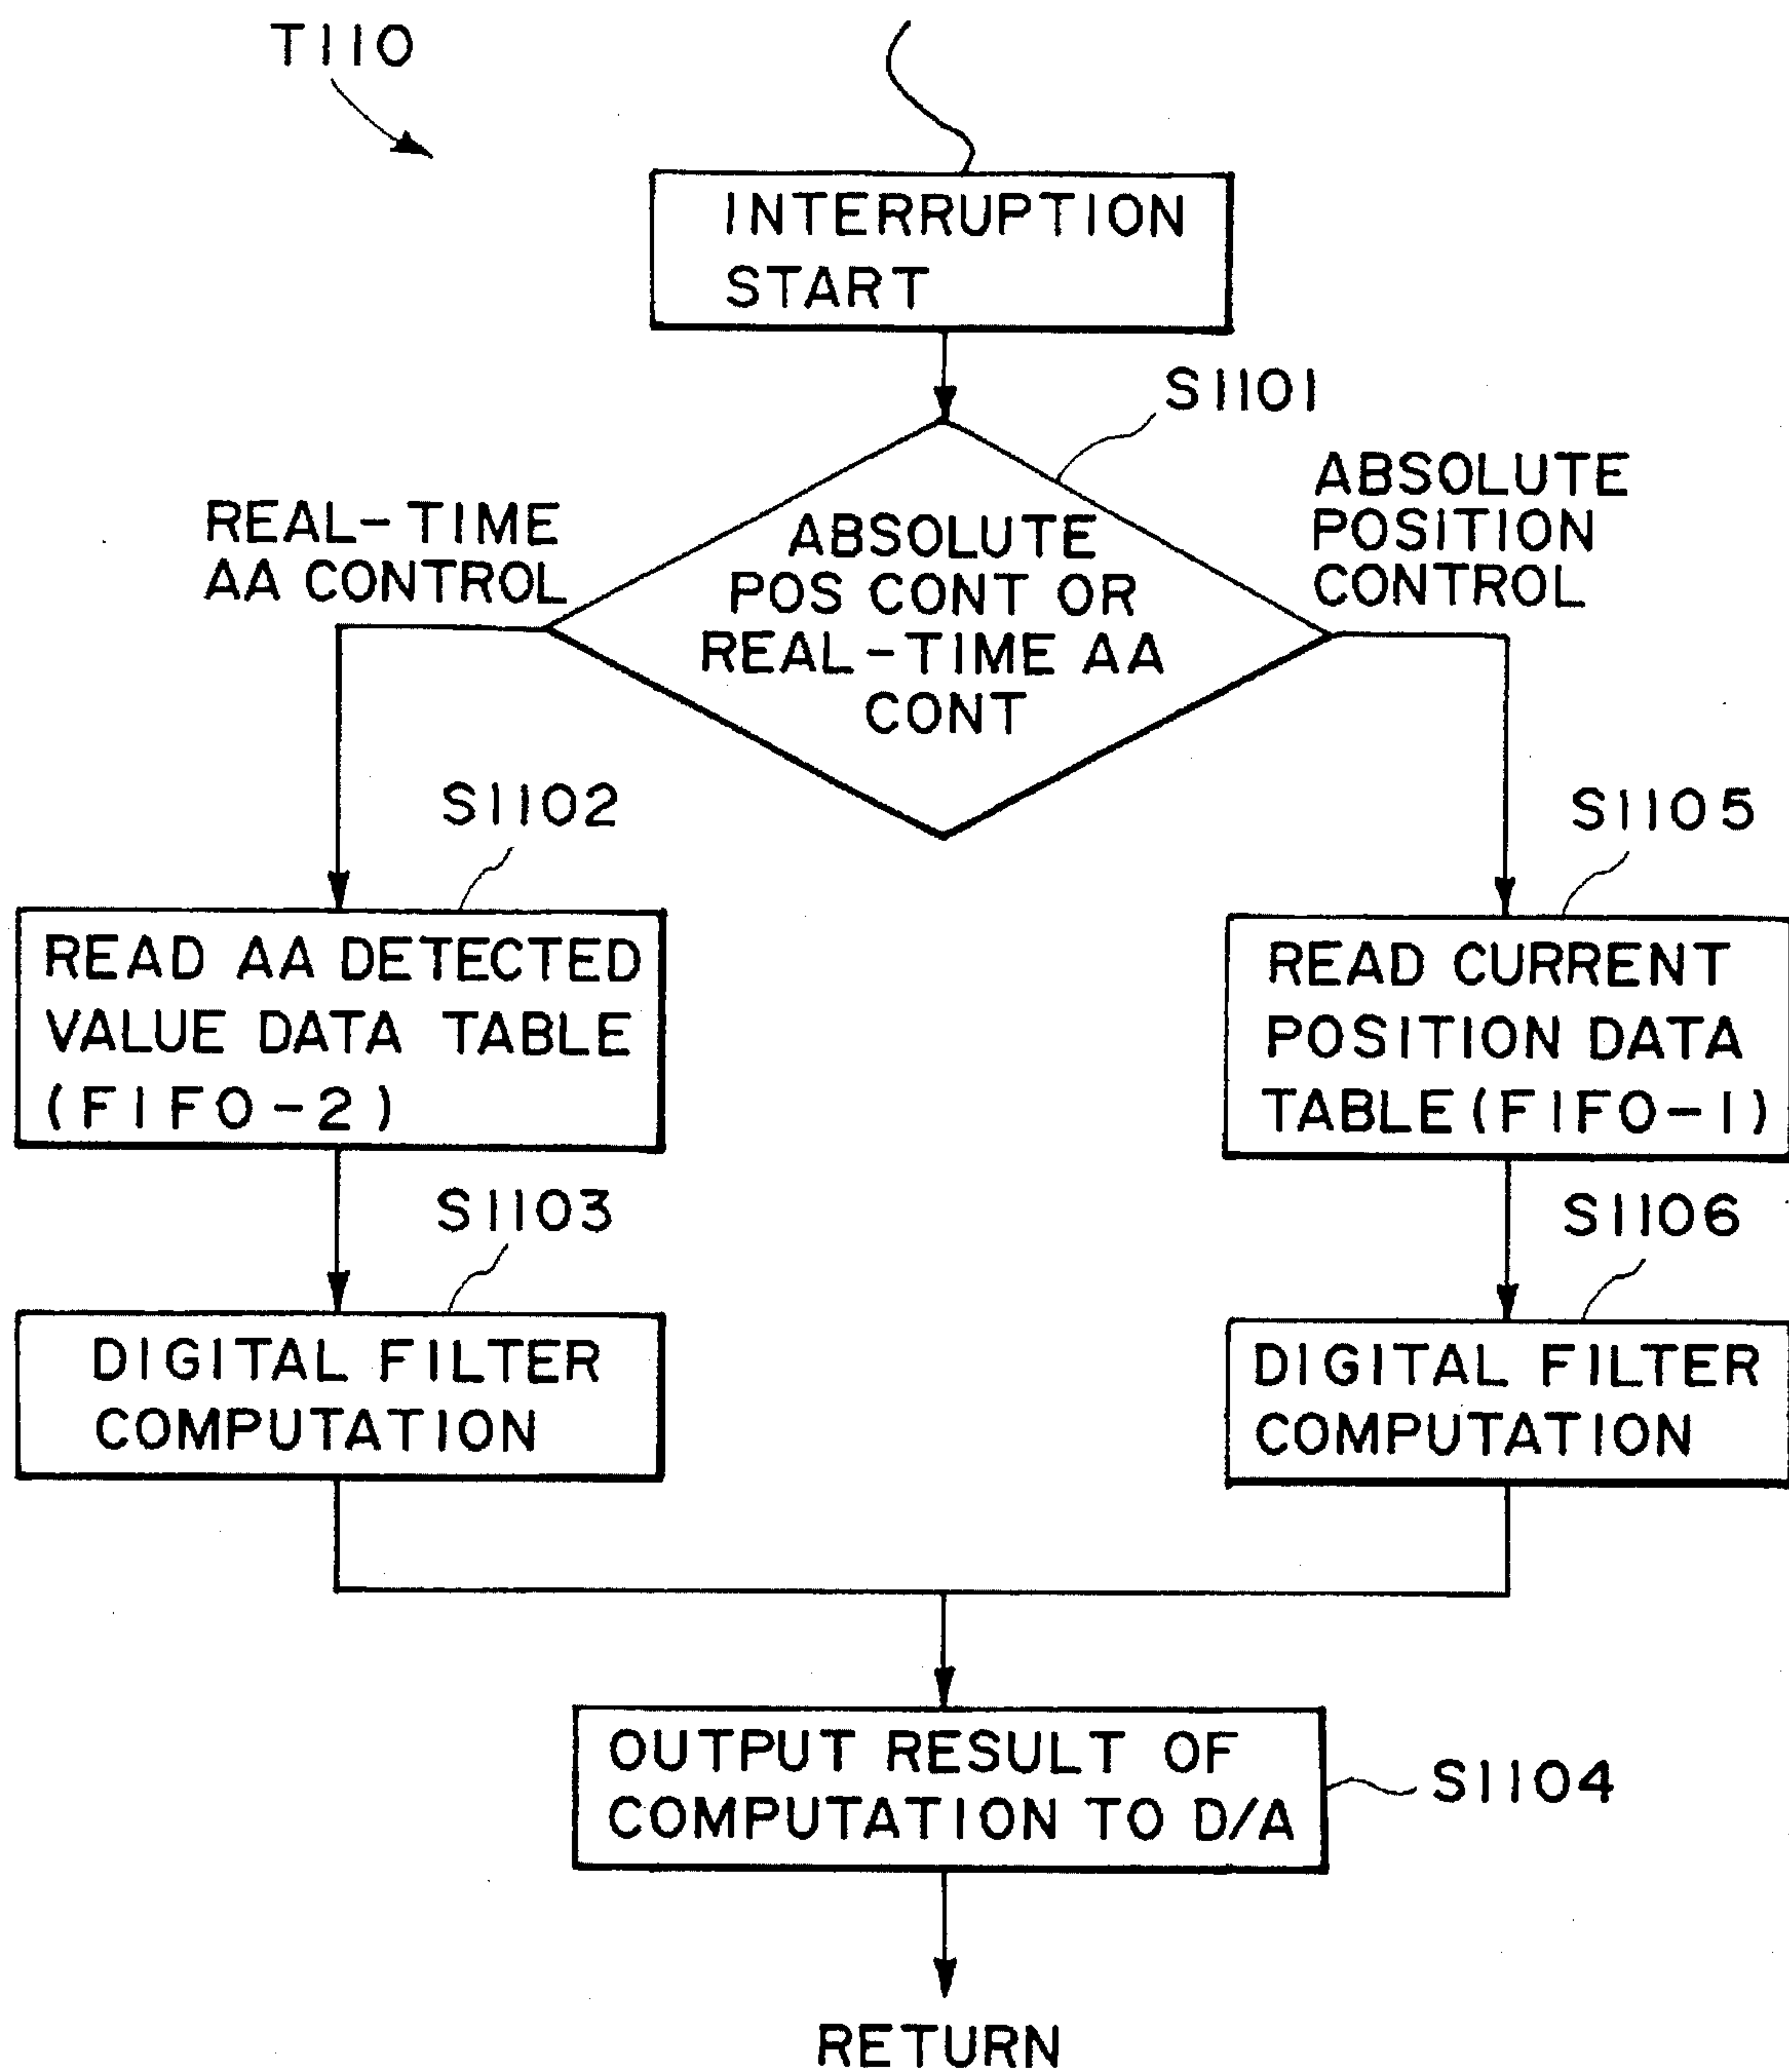 T110
INTERRUPTION
START
S1101
REAL-TIME
AA CONTROL
ABSOLUTE
POS CONT OR
REAL-TIME AA
CONT
ABSOLUTE
POSITION
CONTROL
S1102
READ AA DETECTED
VALUE DATA TABLE
(FIFO-2)
S1105
READ CURRENT
POSITION DATA
TABLE (FIFO-1)
S1103
DIGITAL FILTER
COMPUTATION
S1106
DIGITAL FILTER
COMPUTATION
OUTPUT RESULT OF
COMPUTATION TO D/A
S1104
RETURN